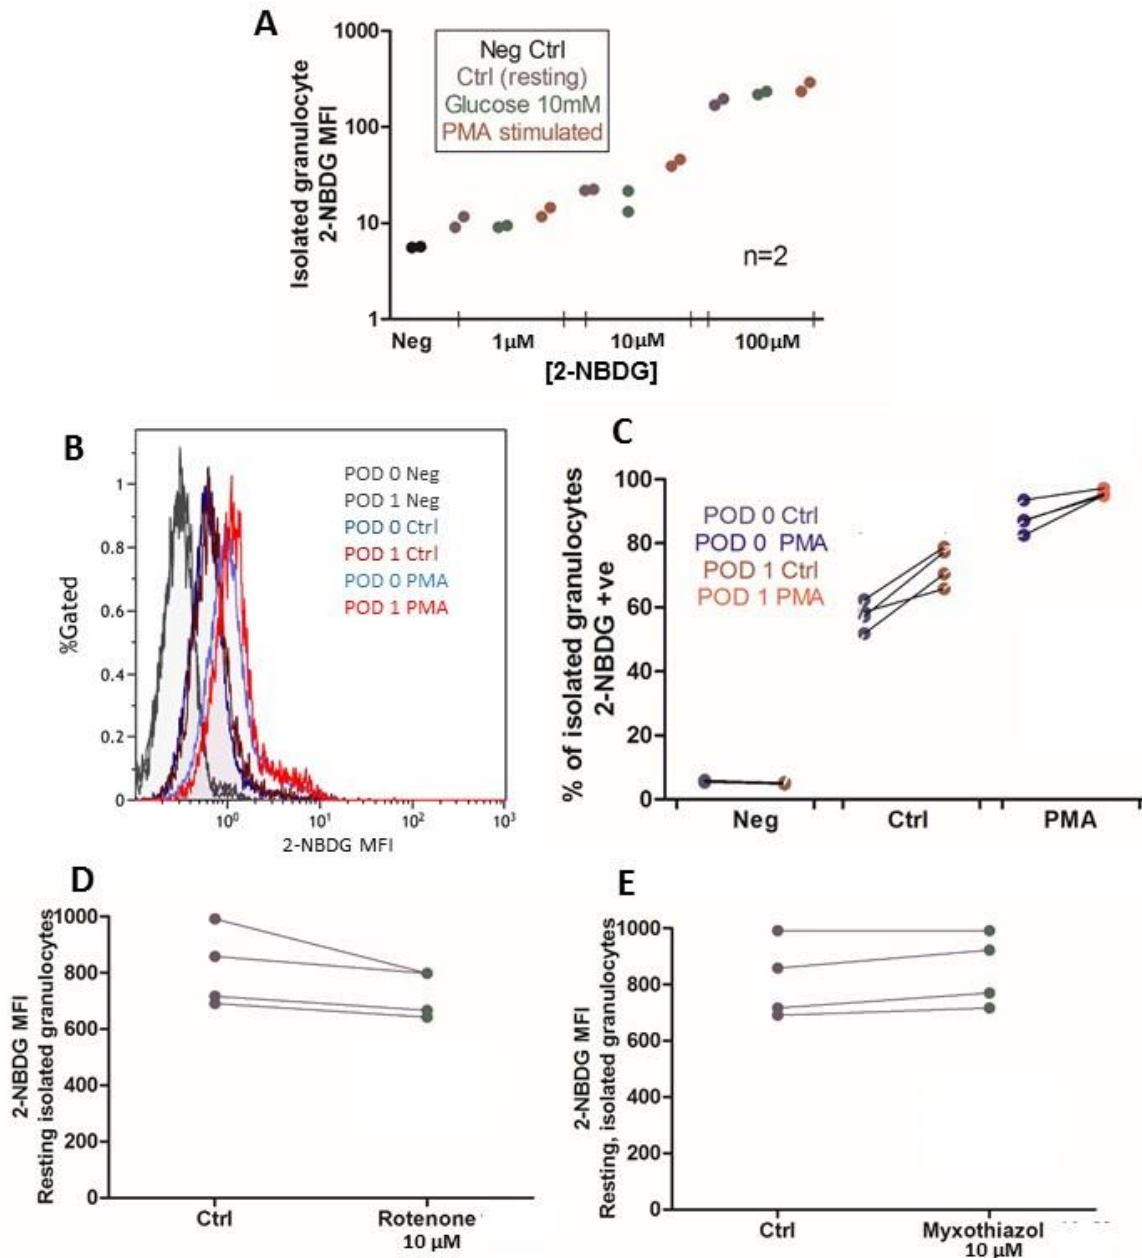 A
1000
100
10
1
Isolated granulocyte
2-NBDG MFI
Neg Ctrl
Ctrl (resting)
Glucose 10mM
PMA stimulated
n=2
Neg
1µM
10µM
100µM
[2-NBDG]
B
1
0.8
0.6
0.4
0.2
0
%Gated
POD 0 Neg
POD 1 Neg
POD 0 Ctrl
POD 1 Ctrl
POD 0 PMA
POD 1 PMA
10⁰
10¹
10²
10³
2-NBDG MFI
C
100
80
60
40
20
0
% of isolated granulocytes
2-NBDG +ve
POD 0 Ctrl
POD 0 PMA
POD 1 Ctrl
POD 1 PMA
Neg
Ctrl
PMA
D
1000
800
600
400
200
0
2-NBDG MFI
Resting isolated granulocytes
Ctrl
Rotenone
10 µM
E
1000
800
600
400
200
0
2-NBDG MFI
Resting, isolated granulocytes
Ctrl
Myxothiazol
10 µM